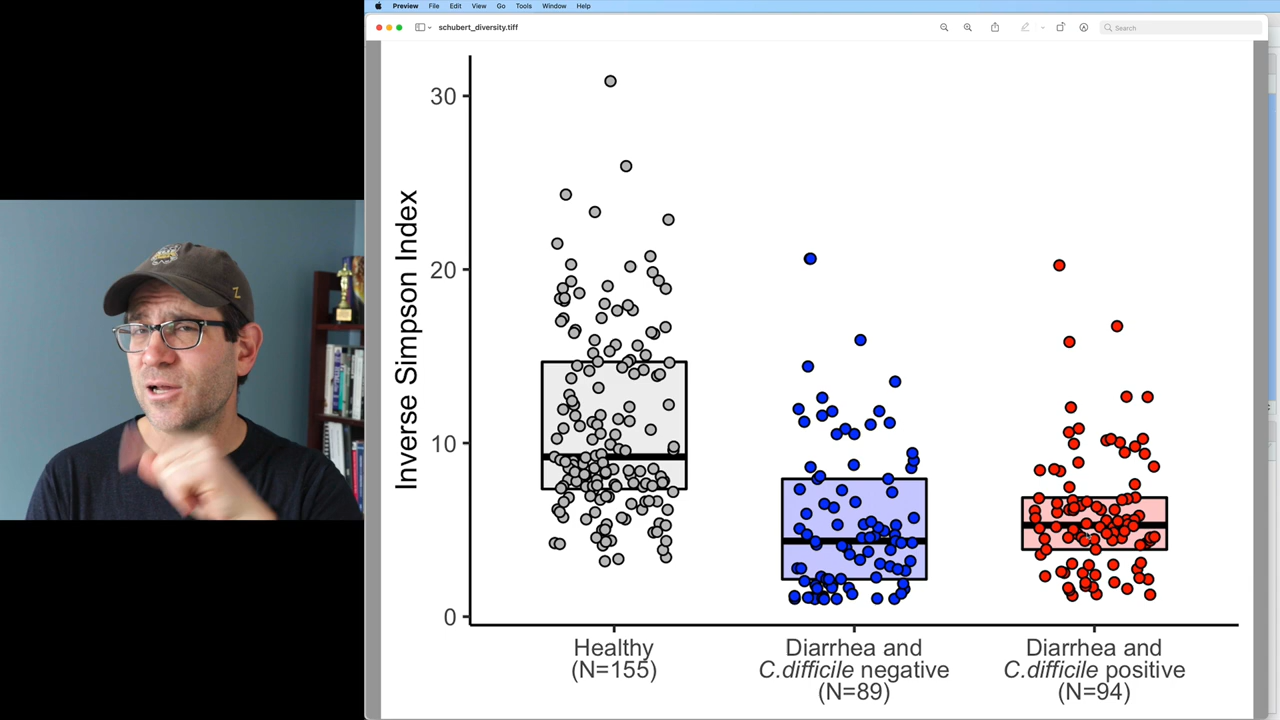 Preview File Edit View Go Tools Window Help
schubert_diversity.tiff
Search
30
20
10
0
Inverse Simpson Index
Healthy
(N=155)
Diarrhea and
C.difficile negative
(N=89)
Diarrhea and
C.difficile positive
(N=94)
Z